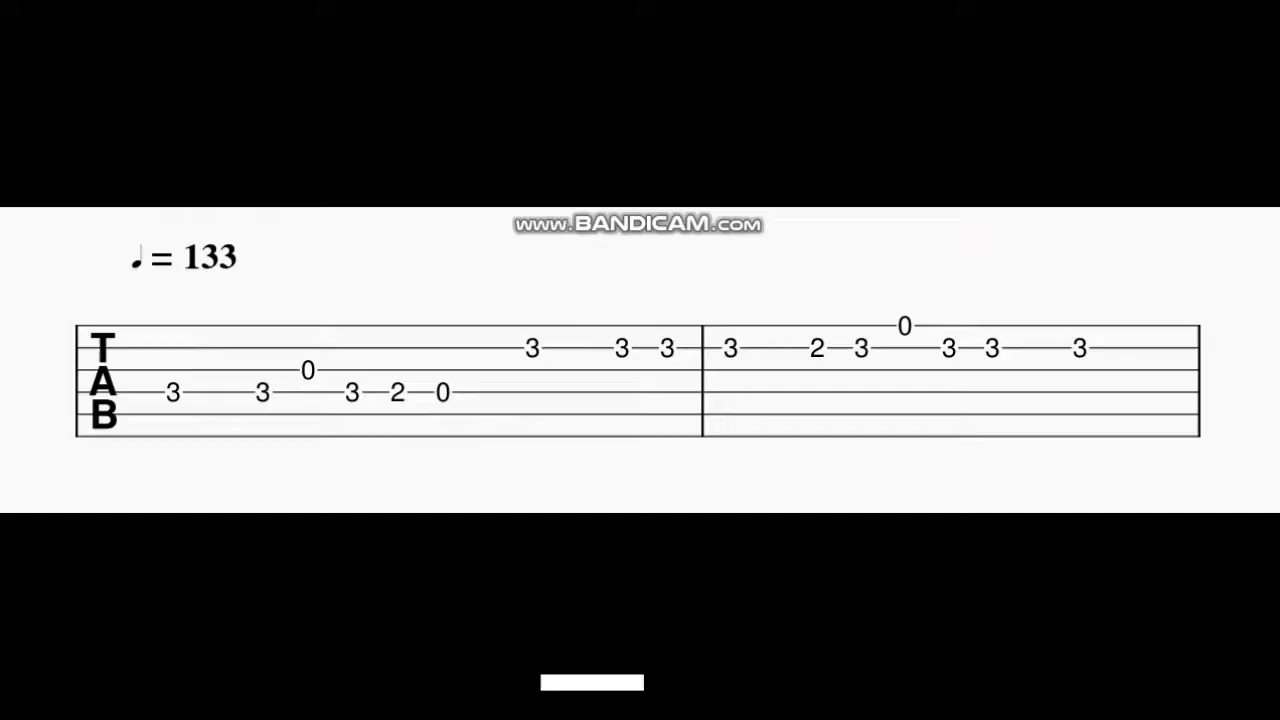 www.BANDICAM.com
♩= 133
0
T 3 3 3 3 2 3 3 3 3
A 0
3 3 3 2 0
B